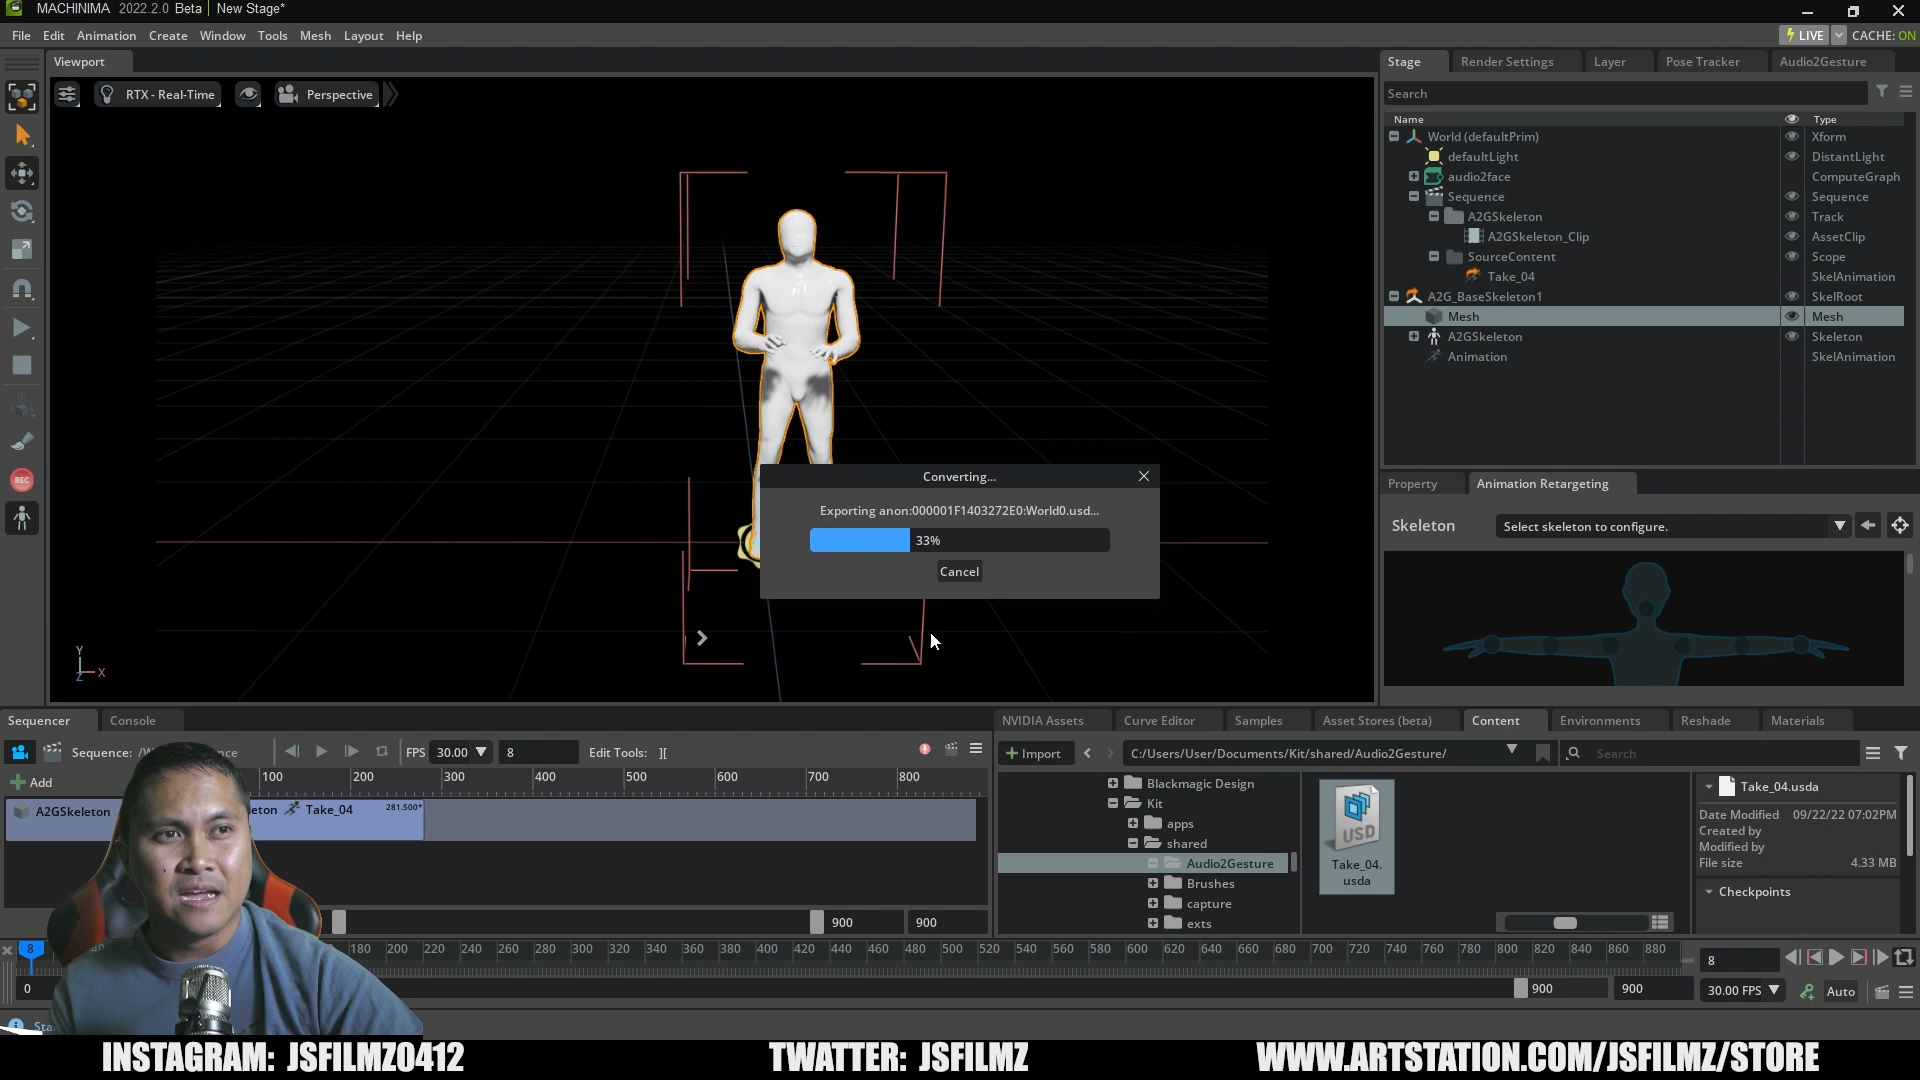 MACHINIMA 2022.2.0 Beta New Stage*
File Edit Animation Create Window Tools Mesh Layout Help
LIVE CACHE: ON
Viewport
RTX - Real-Time
Perspective
Y
X
Z
Converting...
Exporting anon:000001F1403272E0:World0.usd...
33%
Cancel
REC
Stage Render Settings Layer Pose Tracker Audio2Gesture
Search
Name Type
World (defaultPrim) Xform
defaultLight DistantLight
audio2face ComputeGraph
Sequence Sequence
A2GSkeleton Track
A2GSkeleton_Clip AssetClip
SourceContent Scope
Take_04 SkelAnimation
A2G_BaseSkeleton1 SkelRoot
Mesh Mesh
A2GSkeleton Skeleton
Animation SkelAnimation
Property Animation Retargeting
Skeleton Select skeleton to configure.
Sequencer Console
Sequence: FPS 30.00 8 Edit Tools: ][
Add 100 200 300 400 500 600 700 800
A2GSkeleton Take_04 281.500*
900 900
NVIDIA Assets Curve Editor Samples Asset Stores (beta) Content Environments Reshade Materials
Import C:/Users/User/Documents/Kit/shared/Audio2Gesture/ Search
Blackmagic Design
Kit
apps
shared
Audio2Gesture
Brushes
capture
exts
USD
Take_04.
usda
Take_04.usda
Date Modified 09/22/22 07:02PM
Created by
Modified by
File size 4.33 MB
Checkpoints
8 180 200 220 240 260 280 300 320 340 360 380 400 420 440 460 480 500 520 540 560 580 600 620 640 660 680 700 720 740 760 780 800 820 840 860 880 8
0 900 900 30.00 FPS Auto
INSTAGRAM: JSFILMZ0412 TWATTER: JSFILMZ WWW.ARTSTATION.COM/JSFILMZ/STORE